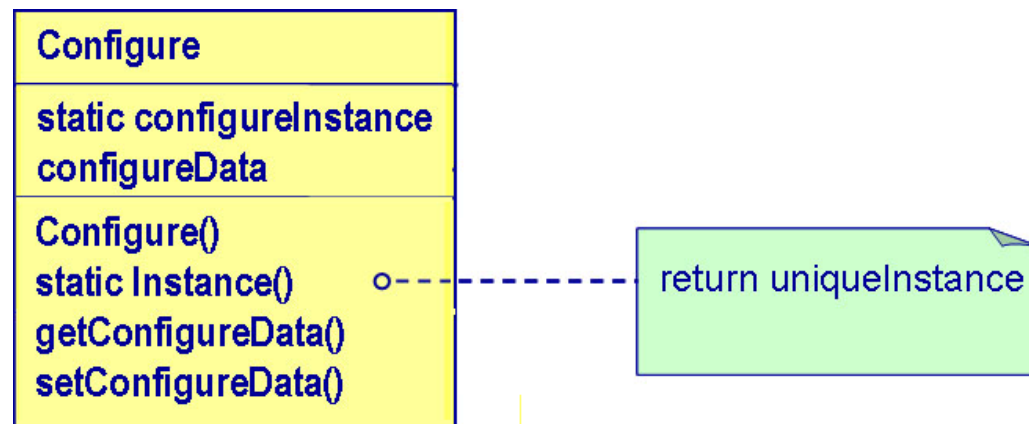 Configure
static configureInstance
configureData
Configure()
static Instance()
getConfigureData()
setConfigureData()
return uniqueInstance